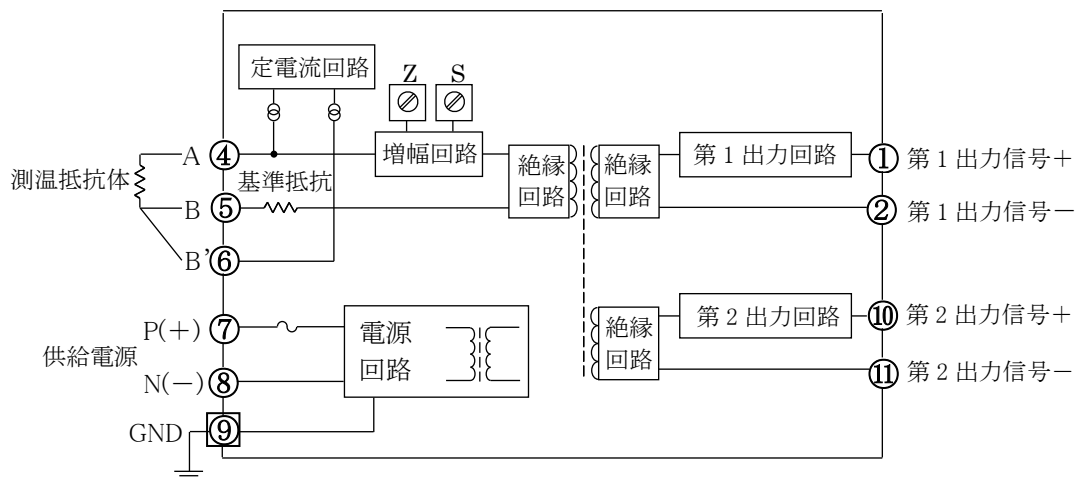 定電流回路
Z
S
A ④
増幅回路
絶縁
回路
絶縁
回路
第1出力回路
① 第1出力信号+
測温抵抗体
基準抵抗
B ⑤
② 第1出力信号-
B' ⑥
P(+) ⑦
電源
回路
絶縁
回路
第2出力回路
⑩ 第2出力信号+
供給電源
N(-) ⑧
⑪ 第2出力信号-
GND ⑨